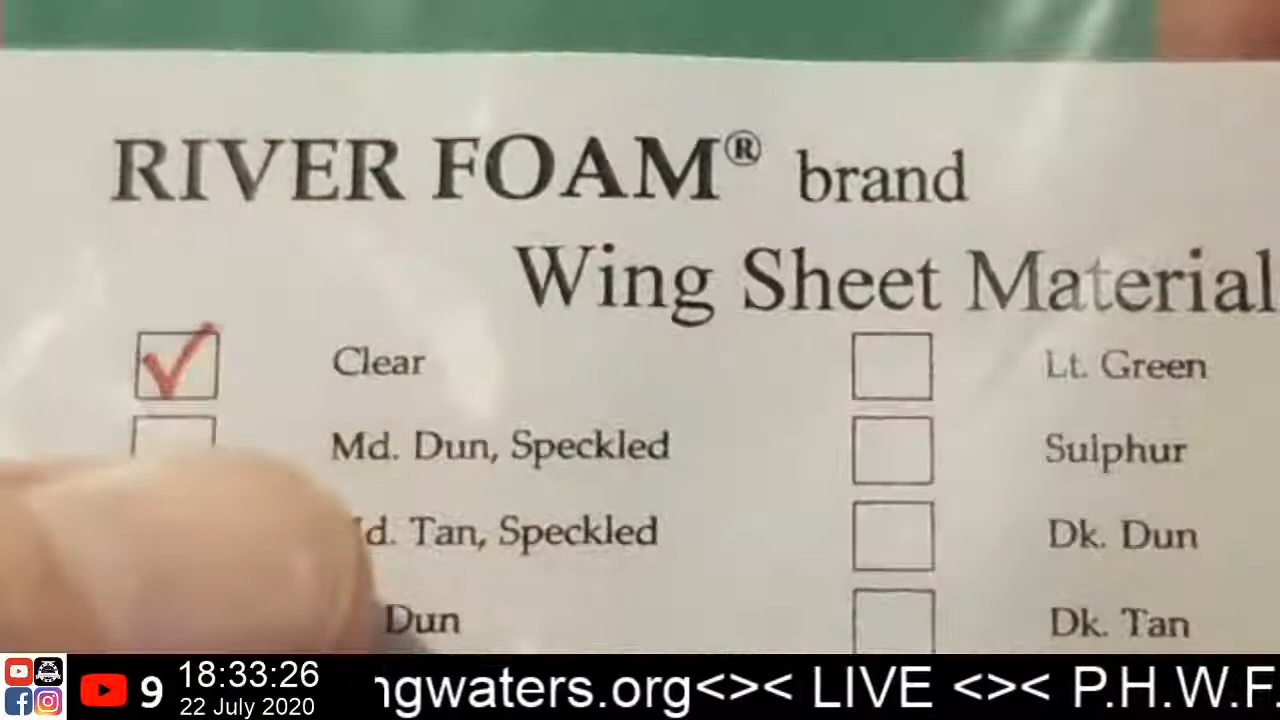 RIVER FOAM® brand
Wing Sheet Material
Clear
Lt. Green
Md. Dun, Speckled
Sulphur
d. Tan, Speckled
Dk. Dun
Dun
Dk. Tan
9
18:33:26
22 July 2020
ngwaters.org<><  LIVE <>< P.H.W.F.